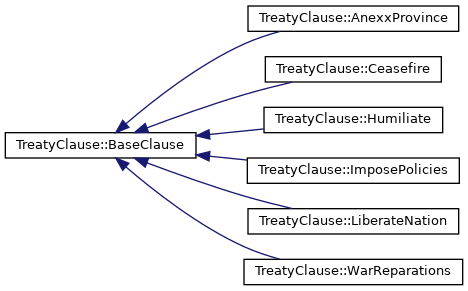 TreatyClause::AnexxProvince
TreatyClause::Ceasefire
TreatyClause::Humiliate
TreatyClause::BaseClause
TreatyClause::ImposePolicies
TreatyClause::LiberateNation
TreatyClause::WarReparations